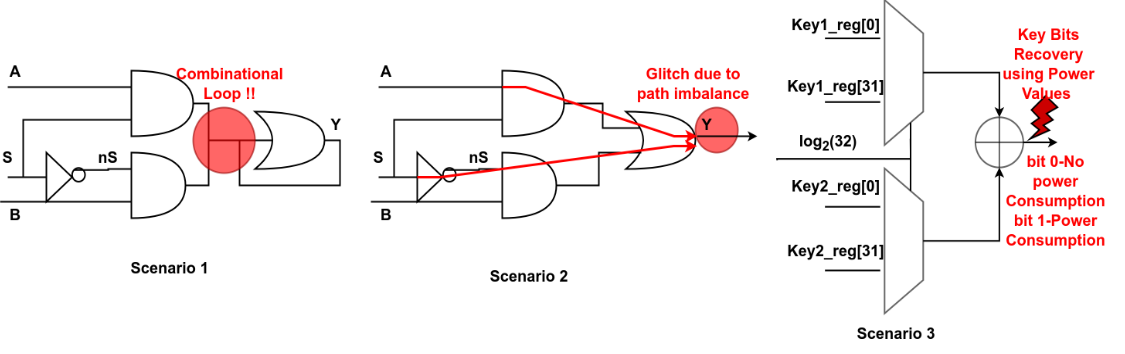 A
S
nS
B
Combinational
Loop !!
Y
Scenario 1
A
S
nS
B
Glitch due to
path imbalance
Y
Scenario 2
Key1_reg[0]
Key1_reg[31]
log2(32)
Key2_reg[0]
Key2_reg[31]
Key Bits
Recovery
using Power
Values
bit 0-No
power
Consumption
bit 1-Power
Consumption
Scenario 3